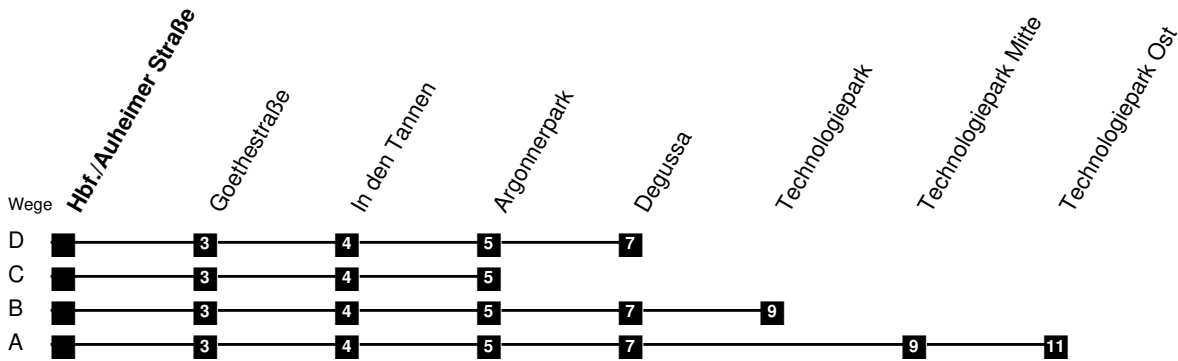 Hbf./Auheimer Straße
Goethestraße
In den Tannen
Argonnerpark
Degussa
Technologiepark
Technologiepark Mitte
Technologiepark Ost
Wege
D 3 4 5 7
C 3 4 5
B 3 4 5 7 9
A 3 4 5 7 9 11